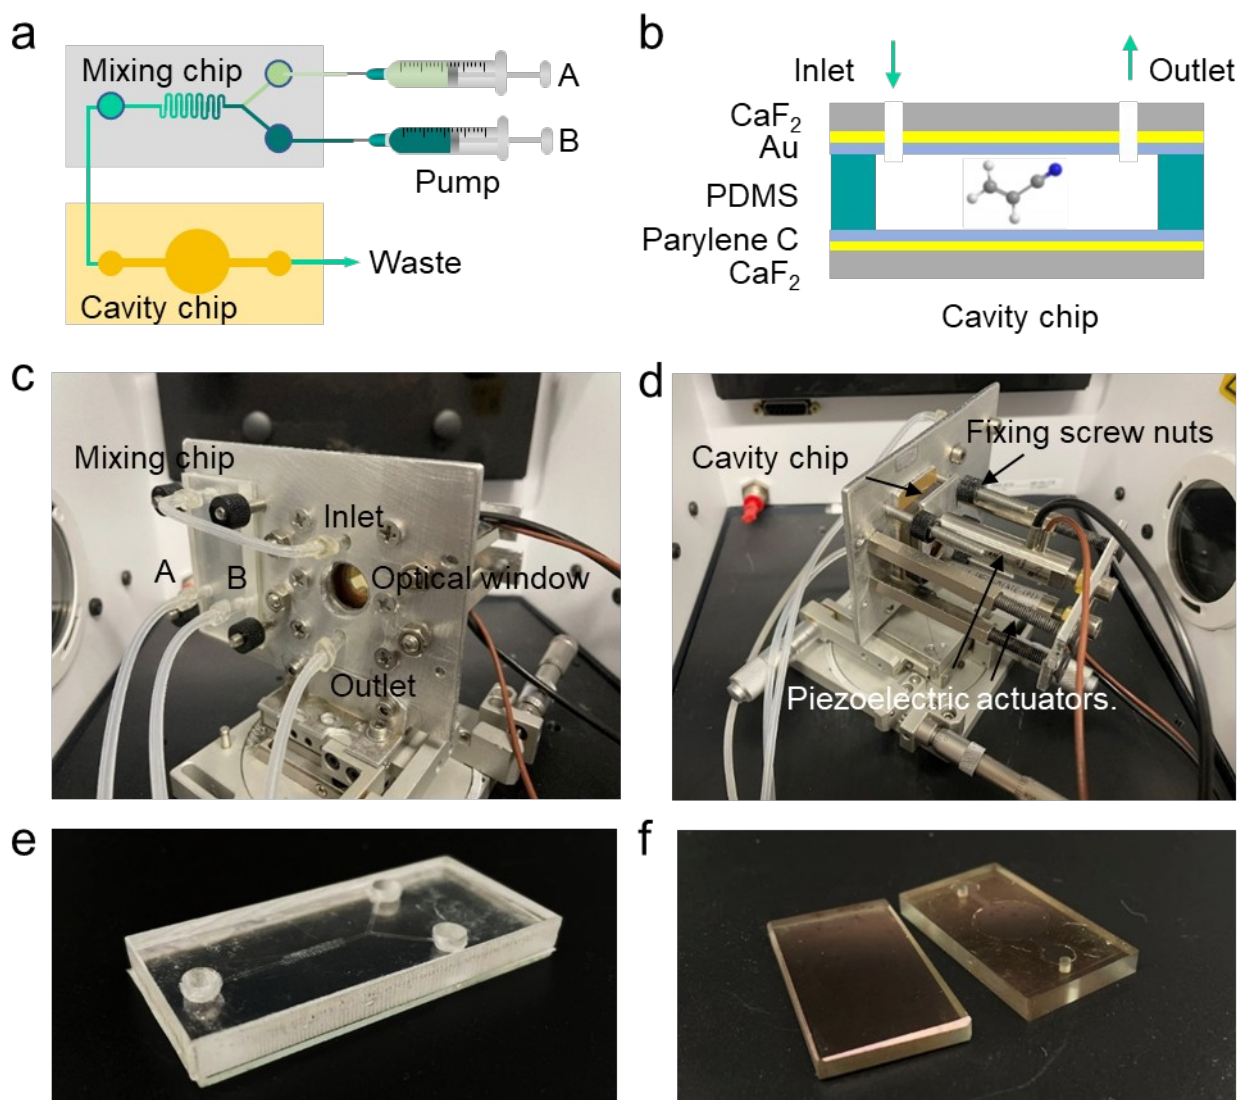 a
Mixing chip
A
B
Pump
Waste
Cavity chip
b
Inlet
Outlet
CaF₂
Au
PDMS
Parylene C
CaF₂
Cavity chip
c
Mixing chip
Inlet
A
B
Optical window
Outlet
d
Fixing screw nuts
Cavity chip
Piezoelectric actuators.
e
f